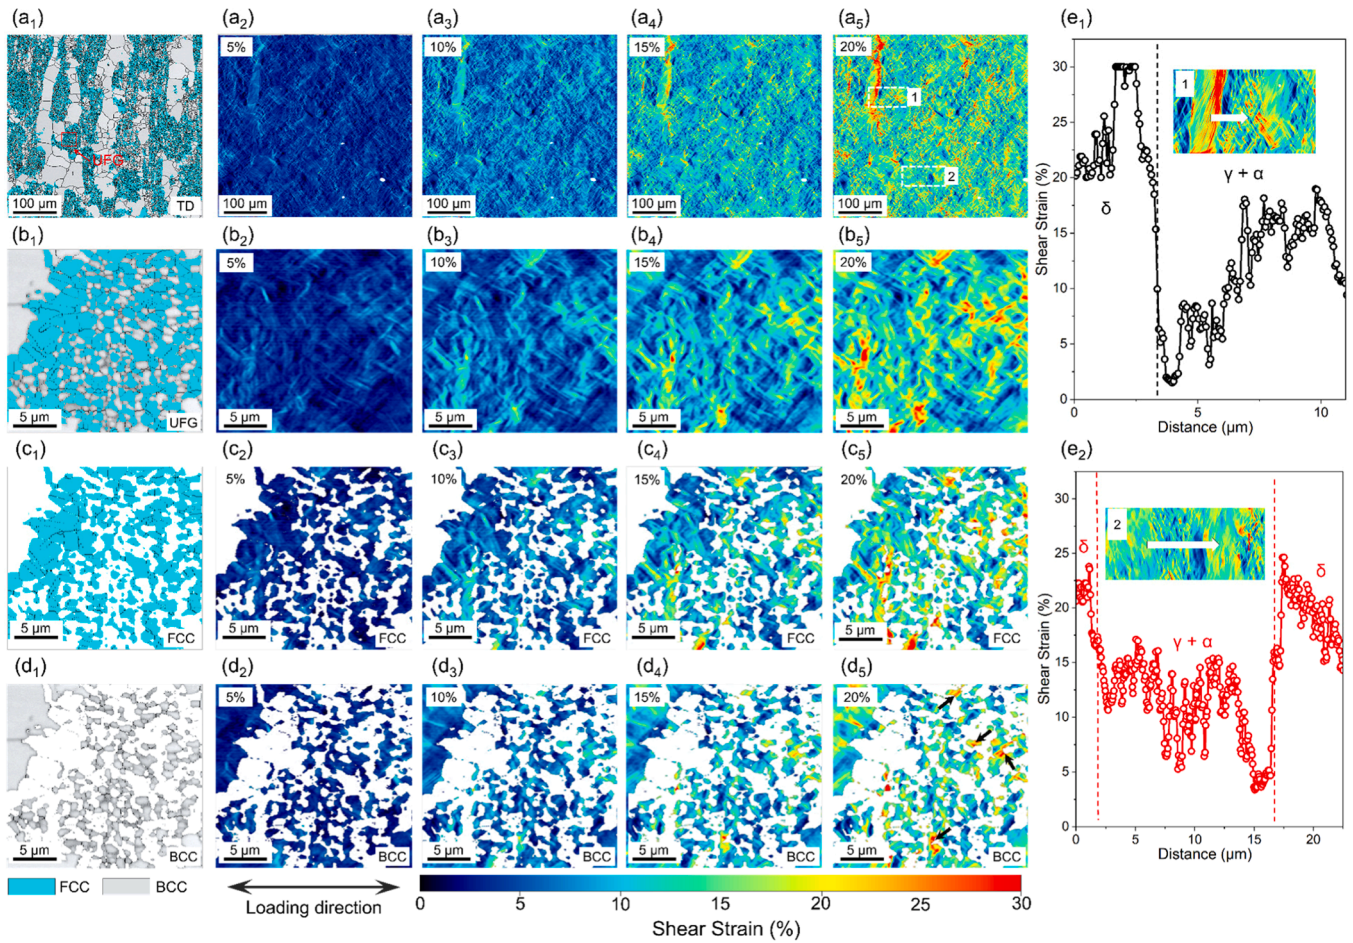 (a1)
(a2)
(a3)
(a4)
(a5)
(e1)
5%
10%
15%
20%
1
2
UFG
100 μm
TD
100 μm
100 μm
100 μm
100 μm
30
25
20
15
10
5
0
Shear Strain (%)
1
δ
γ + α
0
5
10
Distance (μm)
(b1)
(b2)
(b3)
(b4)
(b5)
5%
10%
15%
20%
5 μm
UFG
5 μm
5 μm
5 μm
5 μm
(c1)
(c2)
(c3)
(c4)
(c5)
(e2)
5%
10%
15%
20%
5 μm
FCC
5 μm
FCC
5 μm
FCC
5 μm
FCC
5 μm
FCC
30
25
20
15
10
5
0
Shear Strain (%)
2
δ
γ + α
δ
0
5
10
15
20
Distance (μm)
(d1)
(d2)
(d3)
(d4)
(d5)
5%
10%
15%
20%
5 μm
BCC
5 μm
BCC
5 μm
BCC
5 μm
BCC
5 μm
BCC
FCC
BCC
Loading direction
0
5
10
15
20
25
30
Shear Strain (%)